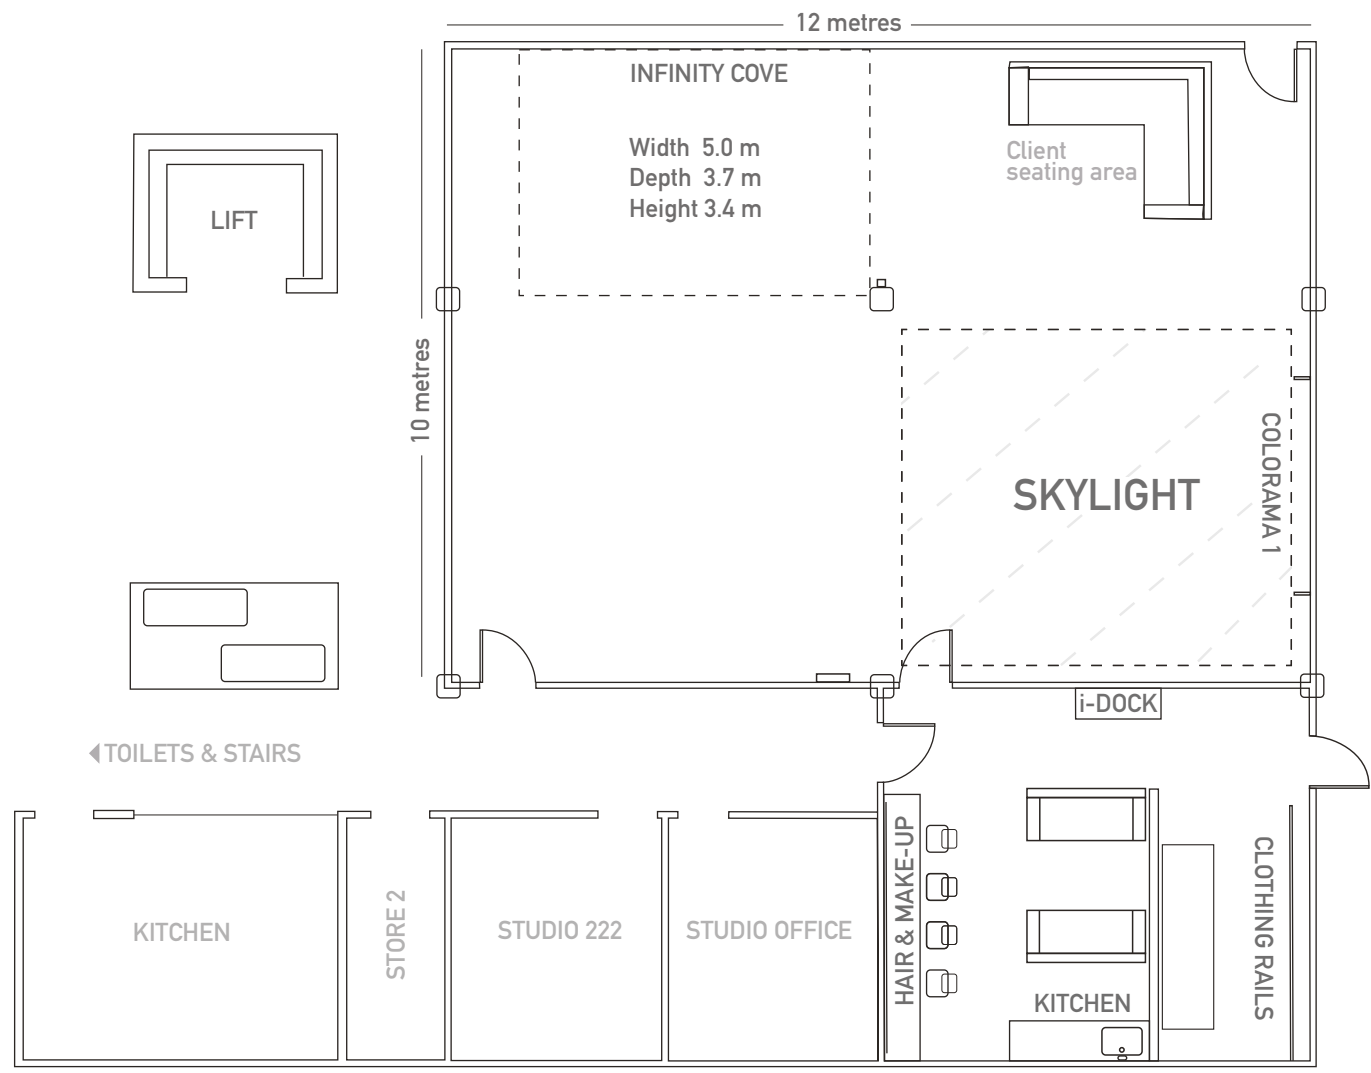 12 metres
INFINITY COVE
Width 5.0 m
Depth 3.7 m
Height 3.4 m
Client
seating area
LIFT
10 metres
SKYLIGHT
COLORAMA 1
i-DOCK
TOILETS & STAIRS
KITCHEN
STORE 2
STUDIO 222
STUDIO OFFICE
HAIR & MAKE-UP
KITCHEN
CLOTHING RAILS